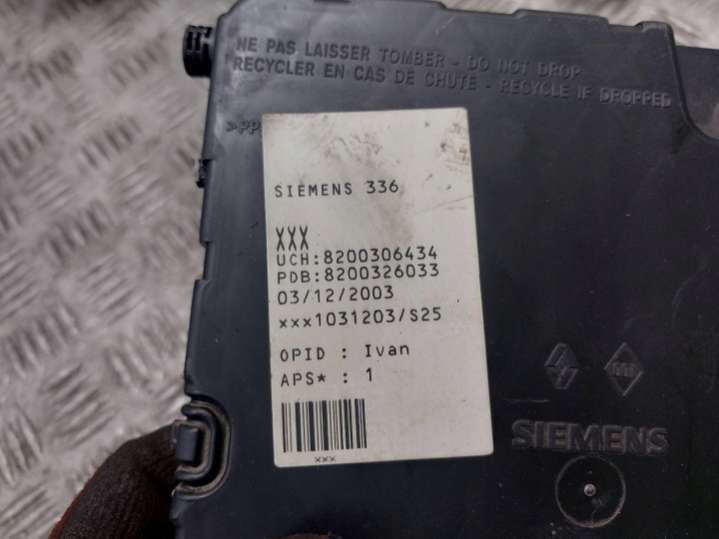 NE PAS LAISSER TOMBER - DO NOT DROP
RECYCLER EN CAS DE CHUTE - RECYCLE IF DROPPED
>PP
SIEMENS 336
XXX
UCH:8200306434
PDB:8200326033
03/12/2003
xxx1031203/S25
OPID : Ivan
APS* : 1
xxx
SIEMENS